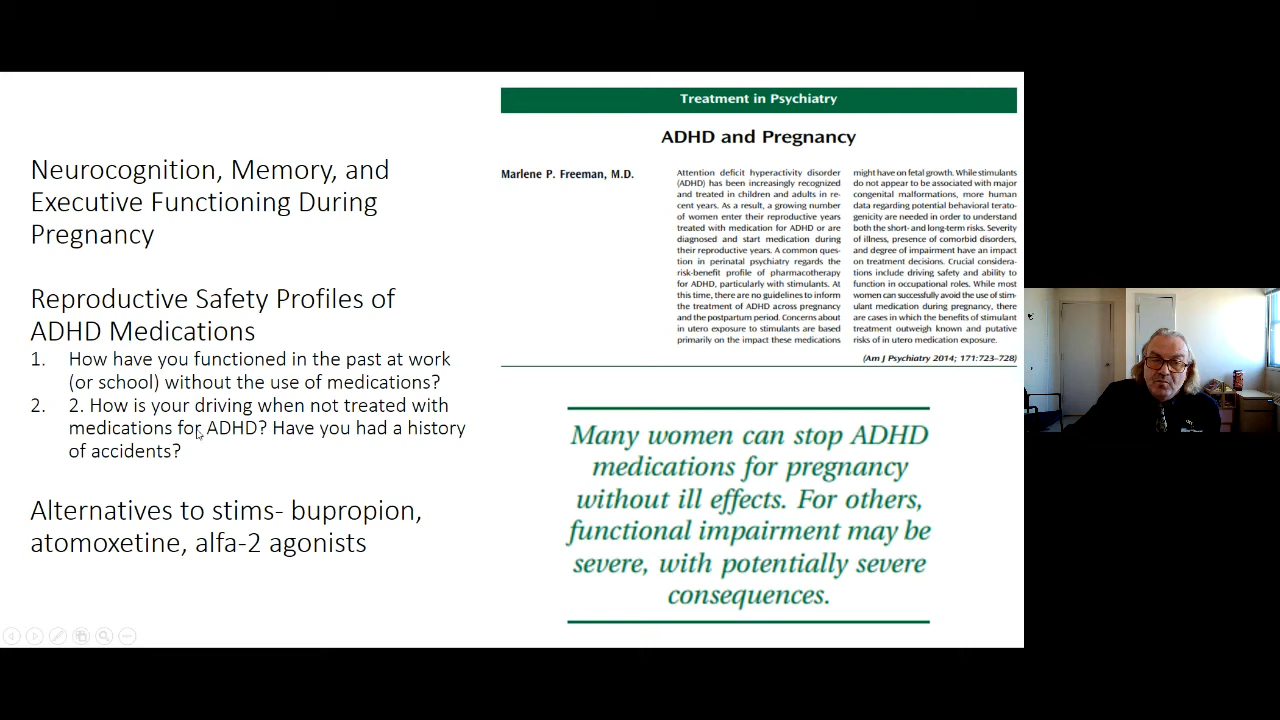 Neurocognition, Memory, and
Executive Functioning During
Pregnancy
Reproductive Safety Profiles of
ADHD Medications
1. How have you functioned in the past at work
(or school) without the use of medications?
2. 2. How is your driving when not treated with
medications for ADHD? Have you had a history
of accidents?
Alternatives to stims- bupropion,
atomoxetine, alfa-2 agonists
Treatment in Psychiatry
ADHD and Pregnancy
Marlene P. Freeman, M.D.
Attention deficit hyperactivity disorder
(ADHD) has been increasingly recognized
and treated in children and adults in re-
cent years. As a result, a growing number
of women enter their reproductive years
treated with medication for ADHD or are
diagnosed and start medication during
their reproductive years. A common ques-
tion in perinatal psychiatry regards the
risk-benefit profile of pharmacotherapy
for ADHD, particularly with stimulants. At
this time, there are no guidelines to inform
the treatment of ADHD across pregnancy
and the postpartum period. Concerns about
in utero exposure to stimulants are based
primarily on the impact these medications
might have on fetal growth. While stimulants
do not appear to be associated with major
congenital malformations, more human
data regarding potential behavioral terato-
genicity are needed in order to understand
both the short- and long-term risks. Severity
of illness, presence of comorbid disorders,
and degree of impairment have an impact
on treatment decisions. Crucial considera-
tions include driving safety and ability to
function in occupational roles. While most
women can successfully avoid the use of stim-
ulant medication during pregnancy, there
are cases in which the benefits of stimulant
treatment outweigh known and putative
risks of in utero medication exposure.
(Am J Psychiatry 2014; 171:723–728)
Many women can stop ADHD
medications for pregnancy
without ill effects. For others,
functional impairment may be
severe, with potentially severe
consequences.